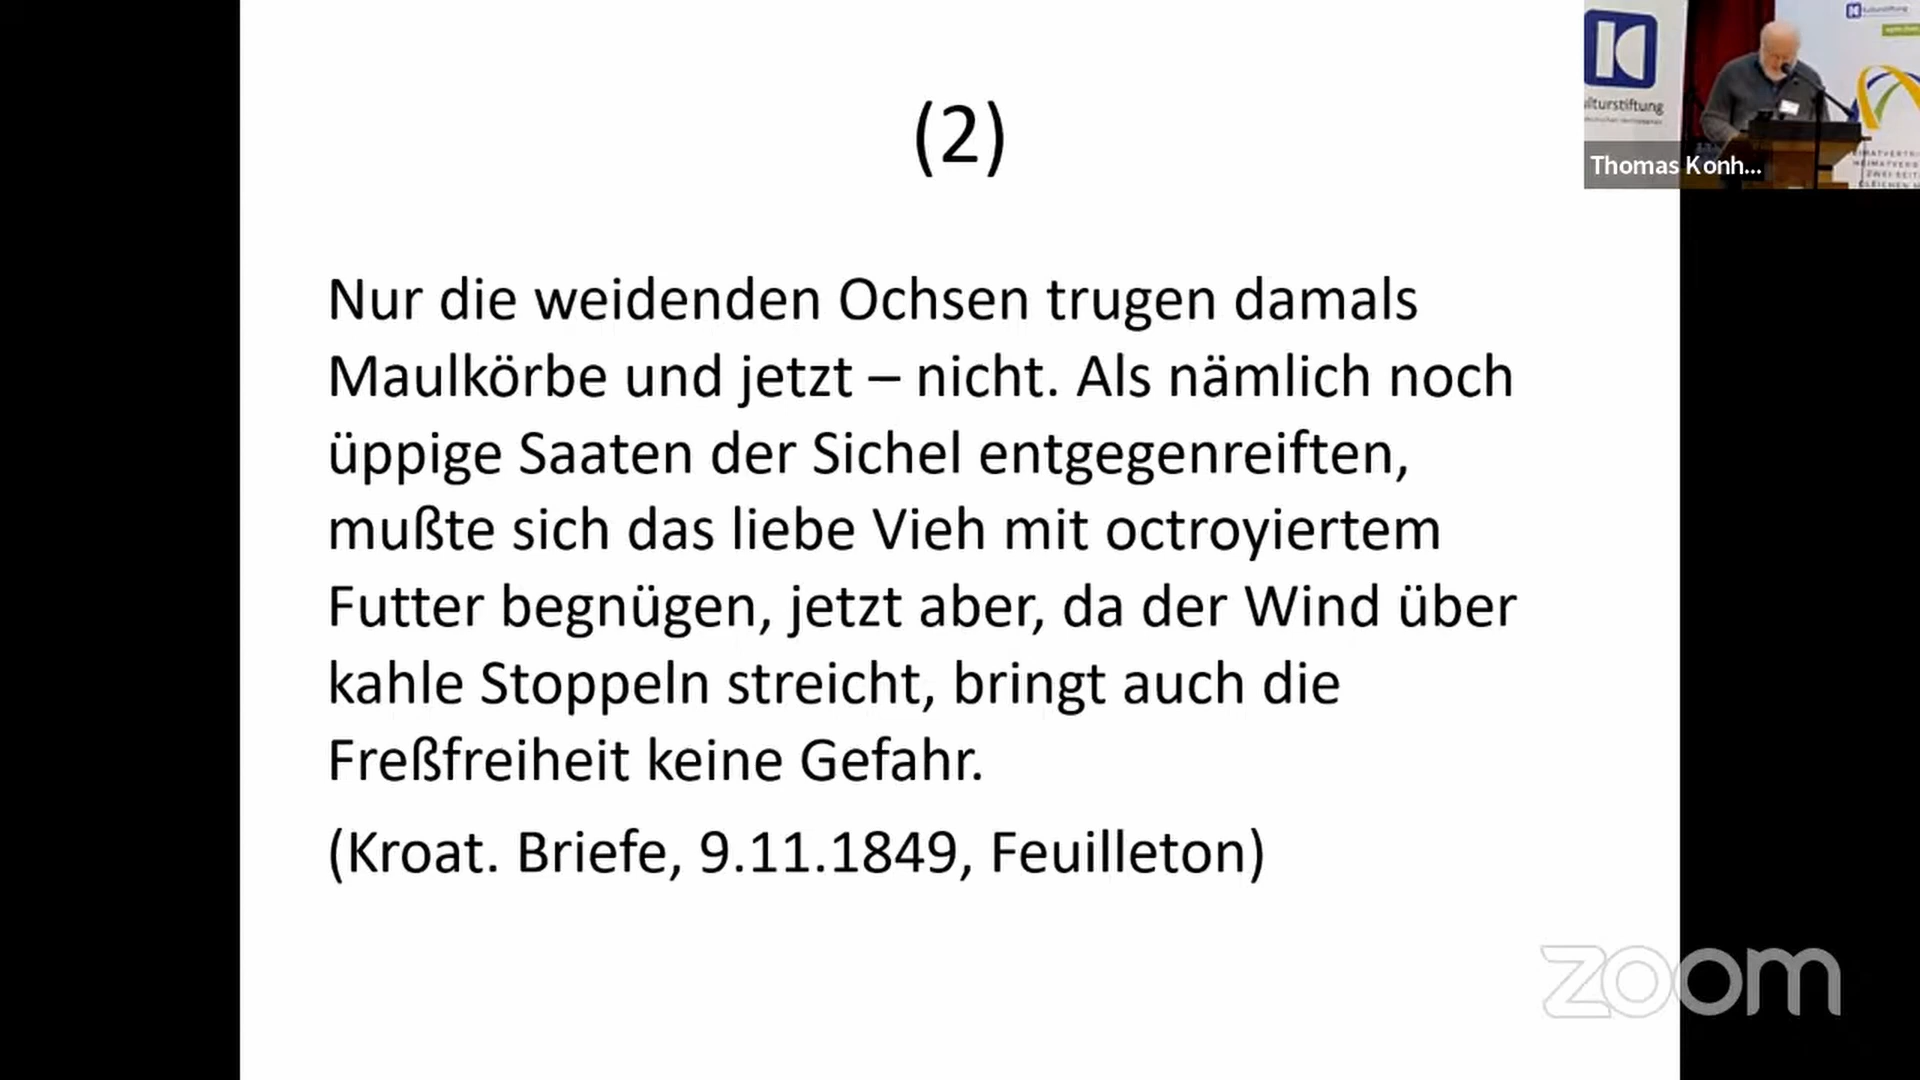 (2)
Nur die weidenden Ochsen trugen damals
Maulkörbe und jetzt – nicht. Als nämlich noch
üppige Saaten der Sichel entgegenreiften,
mußte sich das liebe Vieh mit octroyiertem
Futter begnügen, jetzt aber, da der Wind über
kahle Stoppeln streicht, bringt auch die
Freßfreiheit keine Gefahr.
(Kroat. Briefe, 9.11.1849, Feuilleton)
ulturstiftung
Thomas Konh...
zoom